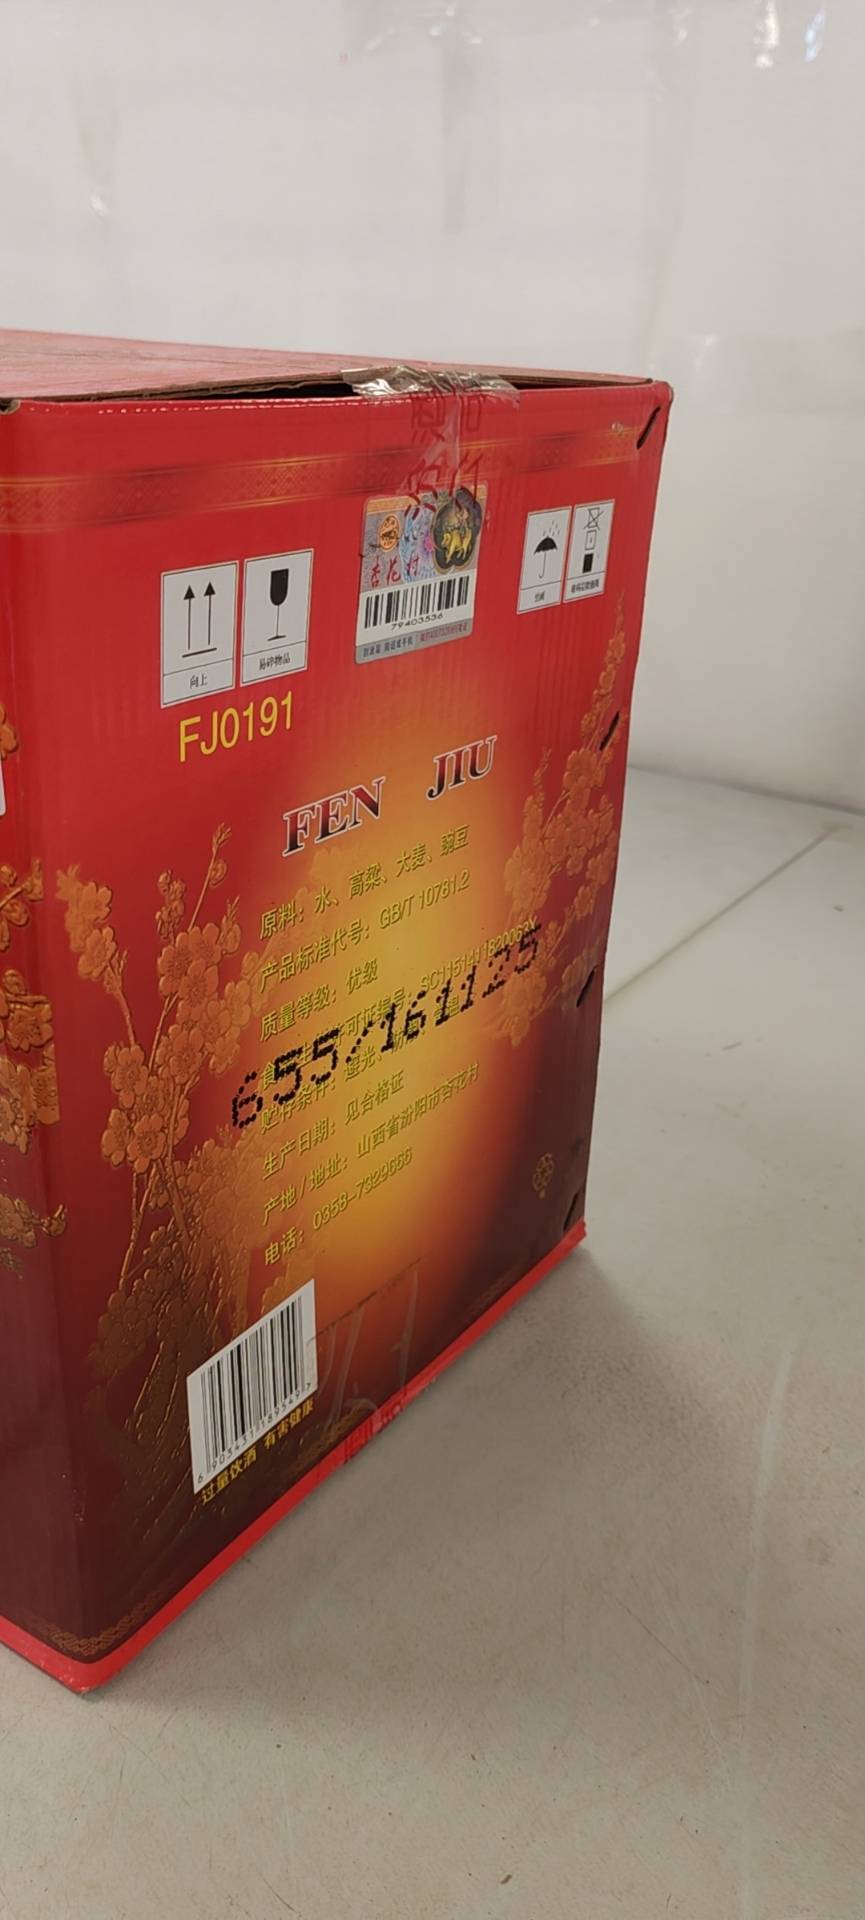 杏花村
79403536
向上
易碎物品
FJ0191
FEN JIU
原料：水、高粱、大麦、豌豆
产品标准代号：GB/T 10781.2
质量等级：优级
SC11514118200632X
655/161125
贮存条件：避光、
生产日期：见合格证
产地/地址：山西省汾阳市杏花村
电话：0358-7329666
过量饮酒 有害健康